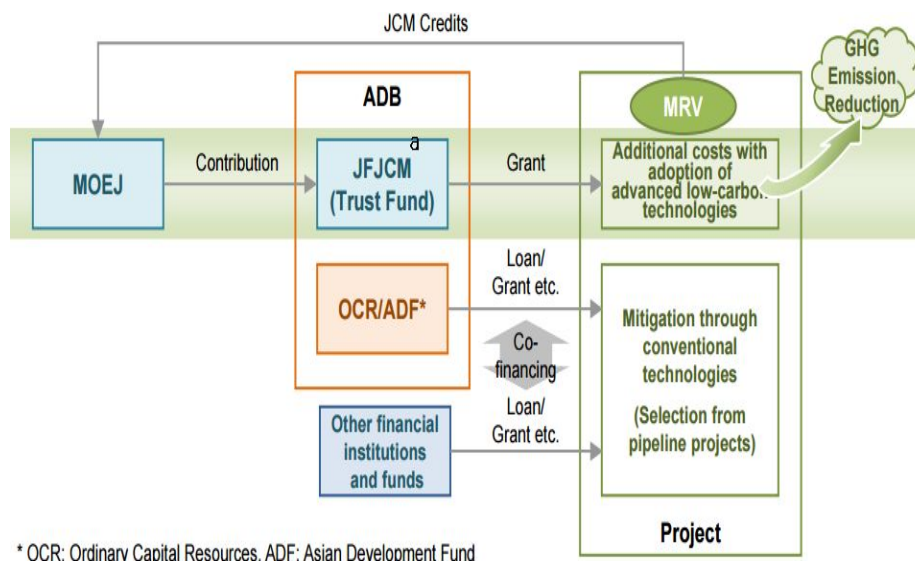 JCM Credits
GHG
Emission
Reduction
ADB
MRV
a
MOEJ
Contribution
JFJCM
(Trust Fund)
Grant
Additional costs with
adoption of
advanced low-carbon
technologies
Loan/
Grant etc.
OCR/ADF*
Co-
financing
Mitigation through
conventional
technologies
(Selection from
pipeline projects)
Loan/
Grant etc.
Other financial
institutions
and funds
Project
* OCR: Ordinary Capital Resources, ADF: Asian Development Fund